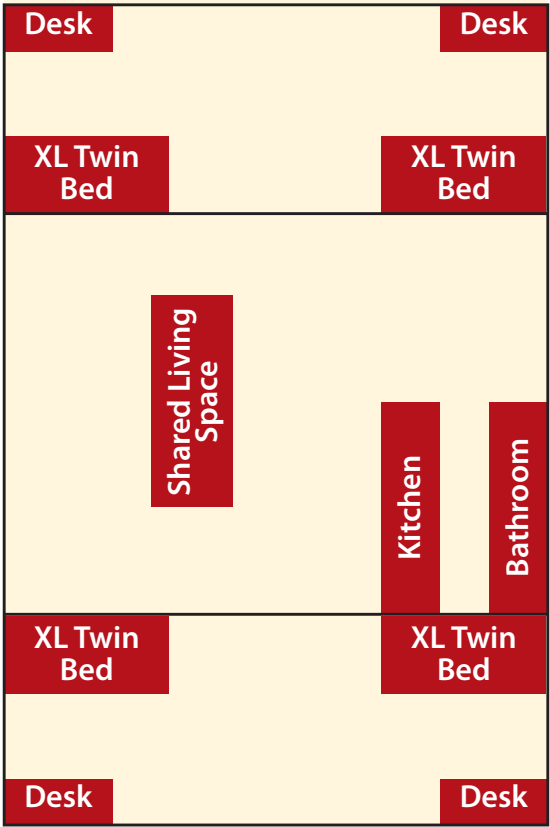 Desk
Desk
XL Twin
Bed
XL Twin
Bed
Shared Living
Space
Kitchen
Bathroom
XL Twin
Bed
XL Twin
Bed
Desk
Desk